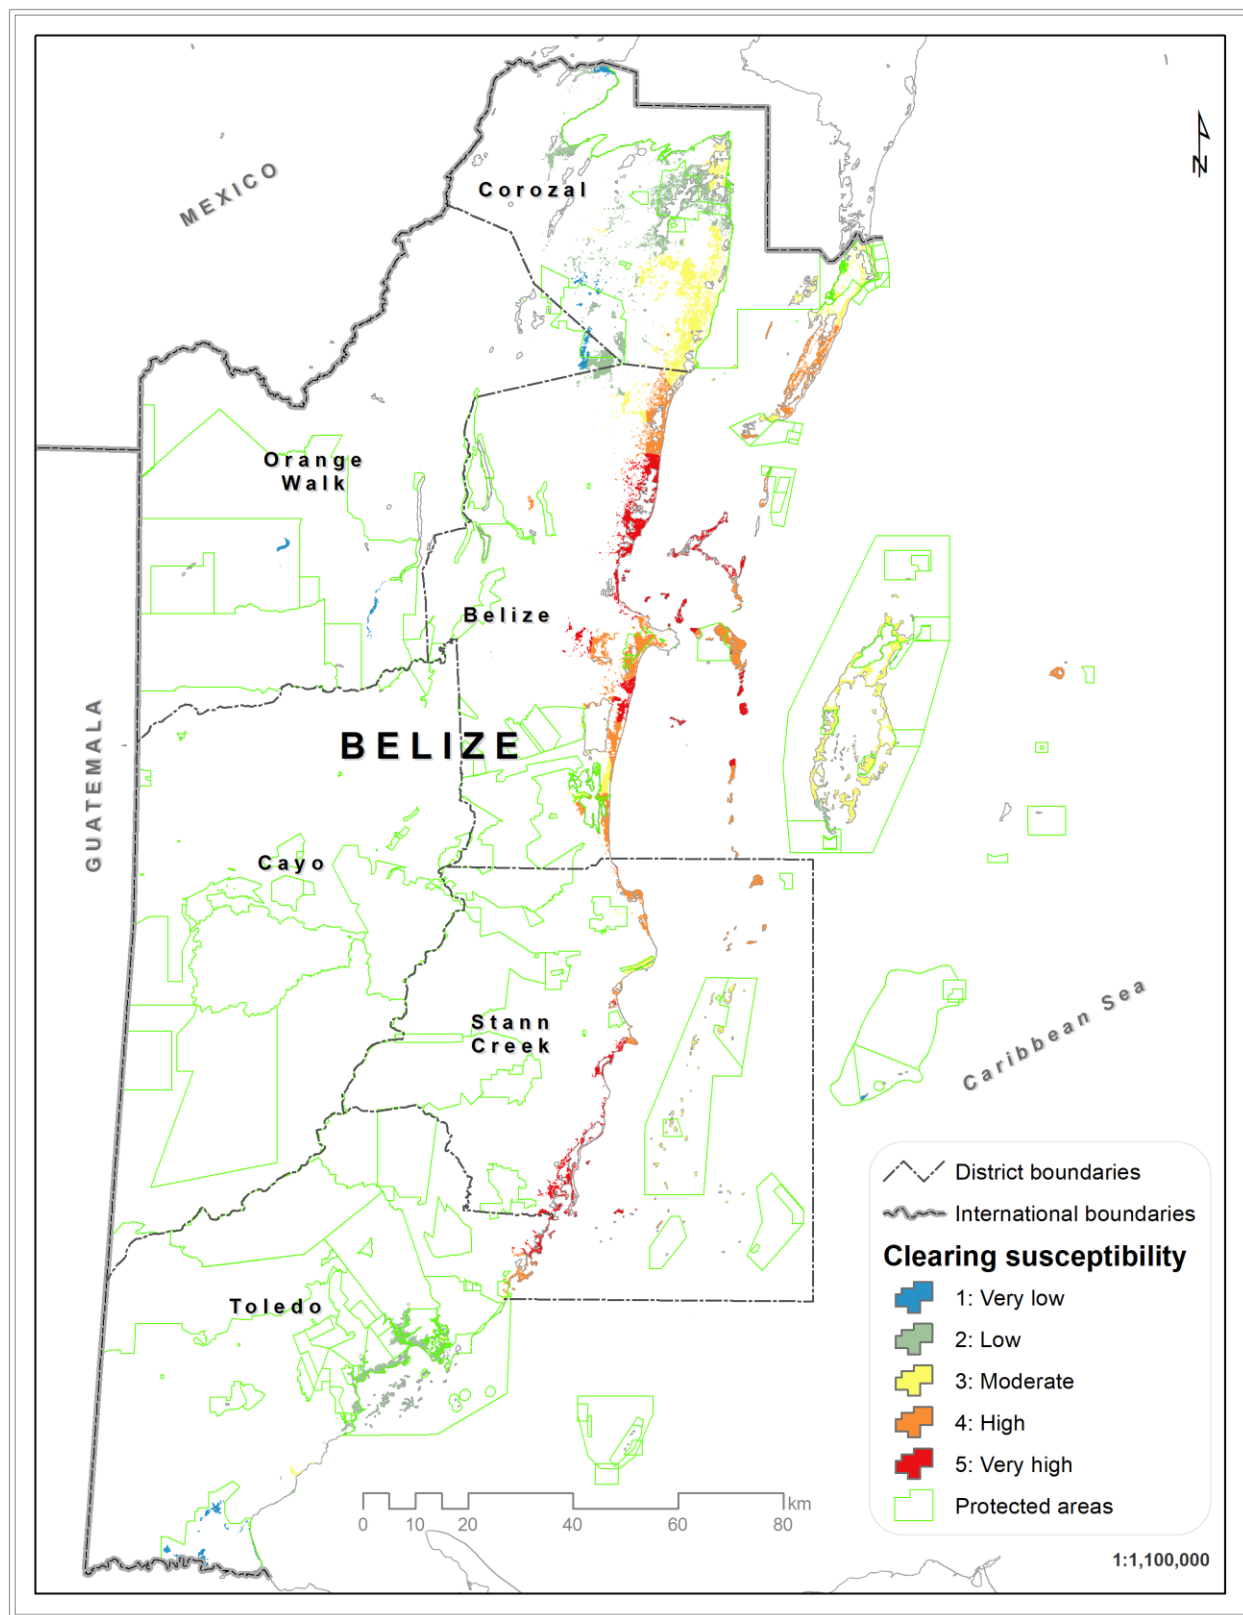 MEXICO
Corozal
N
Orange
Walk
Belize
BELIZE
GUATEMALA
Cayo
Stann
Creek
Caribbean Sea
Toledo
District boundaries
International boundaries
Clearing susceptibility
1: Very low
2: Low
3: Moderate
4: High
5: Very high
Protected areas
km
0 10 20 40 60 80
1:1,100,000